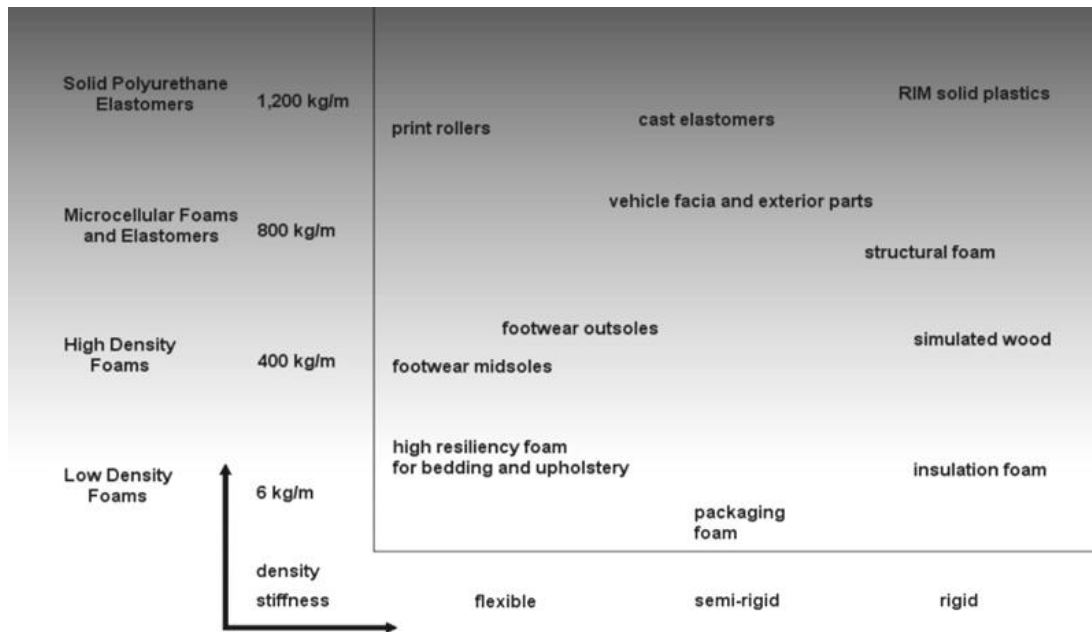 Solid Polyurethane
Elastomers
1,200 kg/m
RIM solid plastics
print rollers
cast elastomers
vehicle facia and exterior parts
Microcellular Foams
and Elastomers
800 kg/m
structural foam
footwear outsoles
simulated wood
High Density
Foams
400 kg/m
footwear midsoles
high resiliency foam
for bedding and upholstery
insulation foam
Low Density
Foams
6 kg/m
packaging
foam
density
stiffness
flexible
semi-rigid
rigid